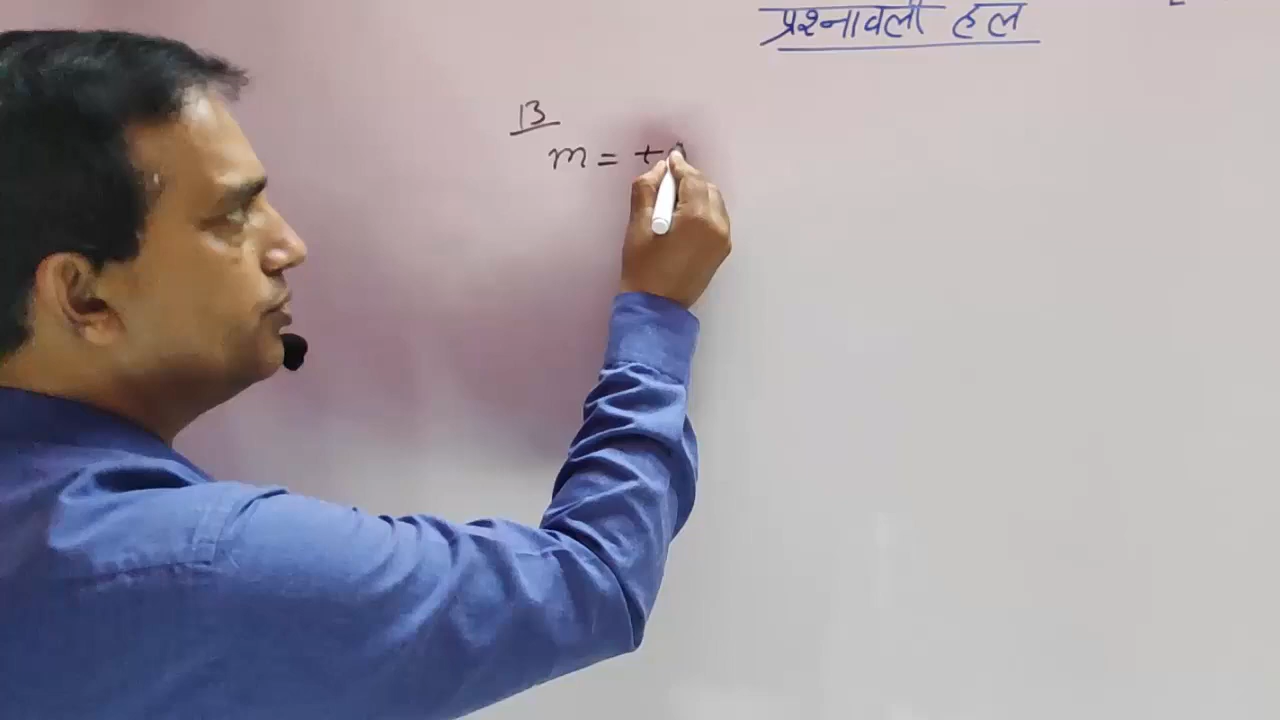 प्रश्नावली हल
13
m = +